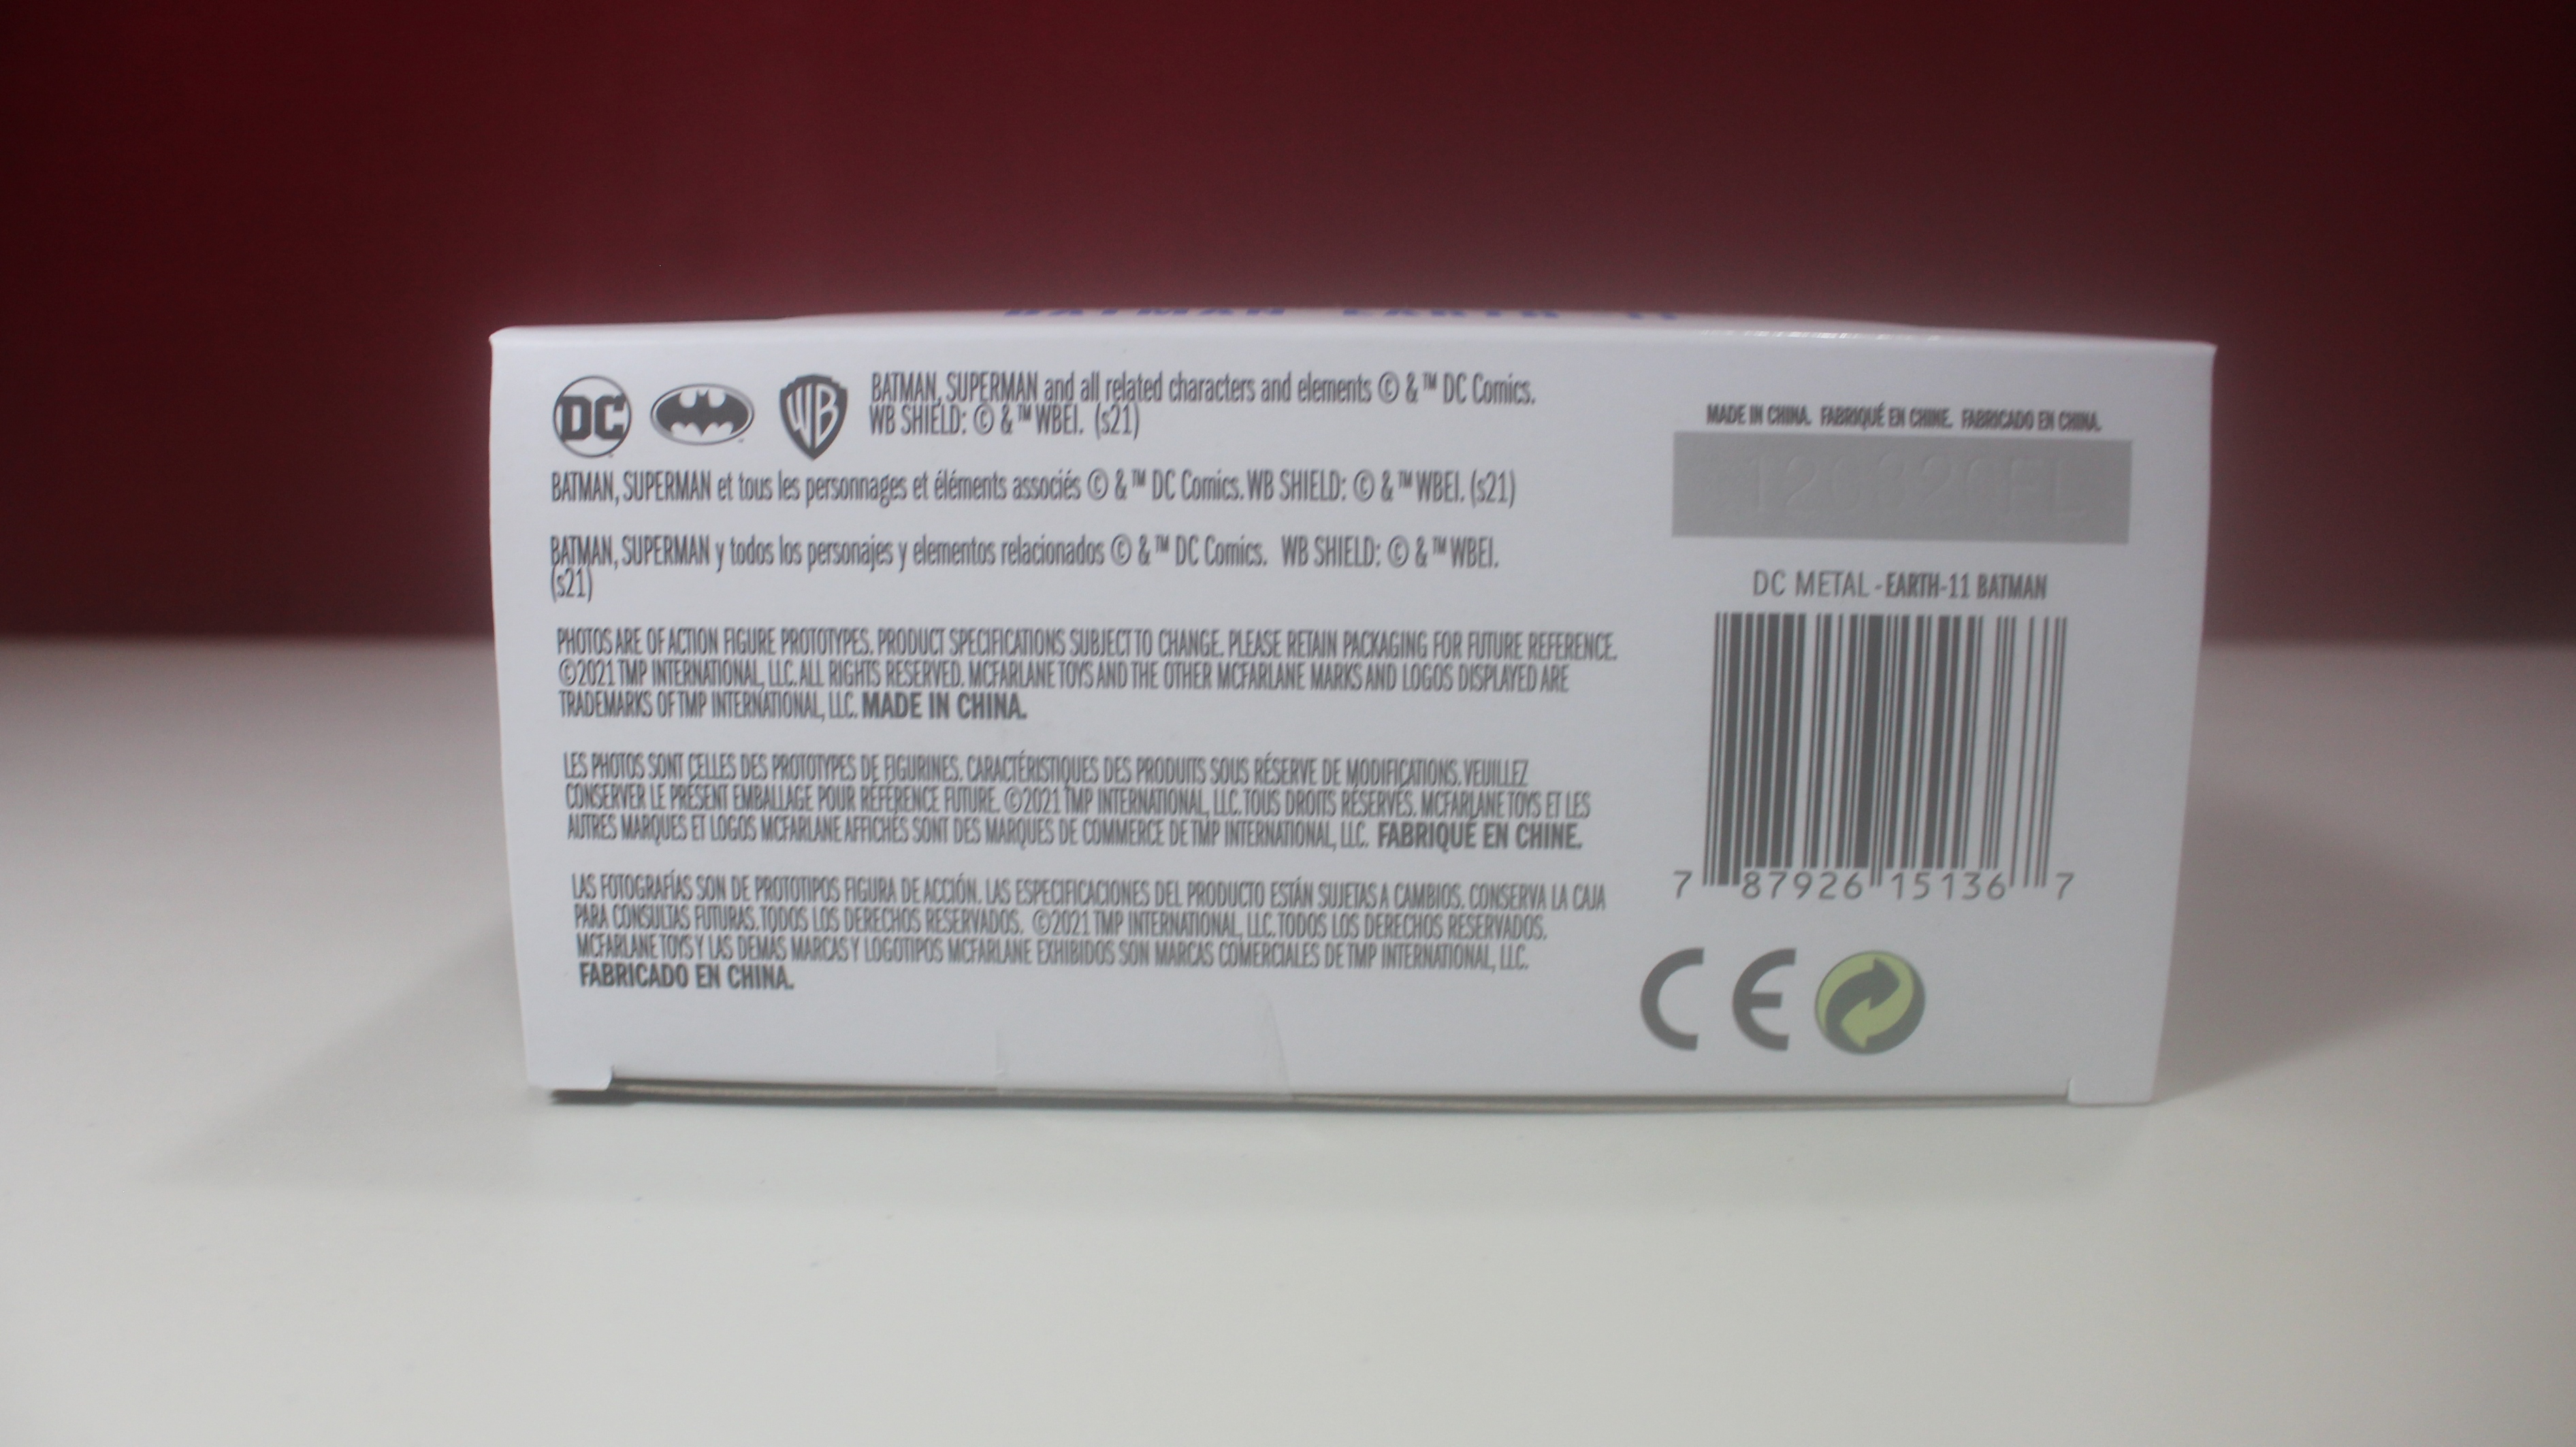 BATMAN EARTH 11
DC
WB
BATMAN, SUPERMAN and all related characters and elements © & ™ DC Comics.
WB SHIELD: © & ™ WBEI. (s21)
BATMAN, SUPERMAN et tous les personnages et éléments associés © & ™ DC Comics. WB SHIELD: © & ™ WBEI. (s21)
BATMAN, SUPERMAN y todos los personajes y elementos relacionados © & ™ DC Comics. WB SHIELD: © & ™ WBEI.
(s21)
PHOTOS ARE OF ACTION FIGURE PROTOTYPES. PRODUCT SPECIFICATIONS SUBJECT TO CHANGE. PLEASE RETAIN PACKAGING FOR FUTURE REFERENCE.
©2021 TMP INTERNATIONAL, LLC. ALL RIGHTS RESERVED. MCFARLANE TOYS AND THE OTHER MCFARLANE MARKS AND LOGOS DISPLAYED ARE
TRADEMARKS OF TMP INTERNATIONAL, LLC. MADE IN CHINA.
LES PHOTOS SONT CELLES DES PROTOTYPES DE FIGURINES. CARACTÉRISTIQUES DES PRODUITS SOUS RÉSERVE DE MODIFICATIONS. VEUILLEZ
CONSERVER LE PRÉSENT EMBALLAGE POUR RÉFÉRENCE FUTURE. ©2021 TMP INTERNATIONAL, LLC. TOUS DROITS RÉSERVÉS. MCFARLANE TOYS ET LES
AUTRES MARQUES ET LOGOS MCFARLANE AFFICHÉS SONT DES MARQUES DE COMMERCE DE TMP INTERNATIONAL, LLC. FABRIQUÉ EN CHINE.
LAS FOTOGRAFÍAS SON DE PROTOTIPOS FIGURA DE ACCIÓN. LAS ESPECIFICACIONES DEL PRODUCTO ESTÁN SUJETAS A CAMBIOS. CONSERVA LA CAJA
PARA CONSULTAS FUTURAS. TODOS LOS DERECHOS RESERVADOS. ©2021 TMP INTERNATIONAL, LLC. TODOS LOS DERECHOS RESERVADOS.
MCFARLANE TOYS Y LAS DEMÁS MARCAS Y LOGOTIPOS MCFARLANE EXHIBIDOS SON MARCAS COMERCIALES DE TMP INTERNATIONAL, LLC.
FABRICADO EN CHINA.
MADE IN CHINA. FABRIQUÉ EN CHINE. FABRICADO EN CHINA.
DC METAL - EARTH-11 BATMAN
7 87926 15136 7
CE